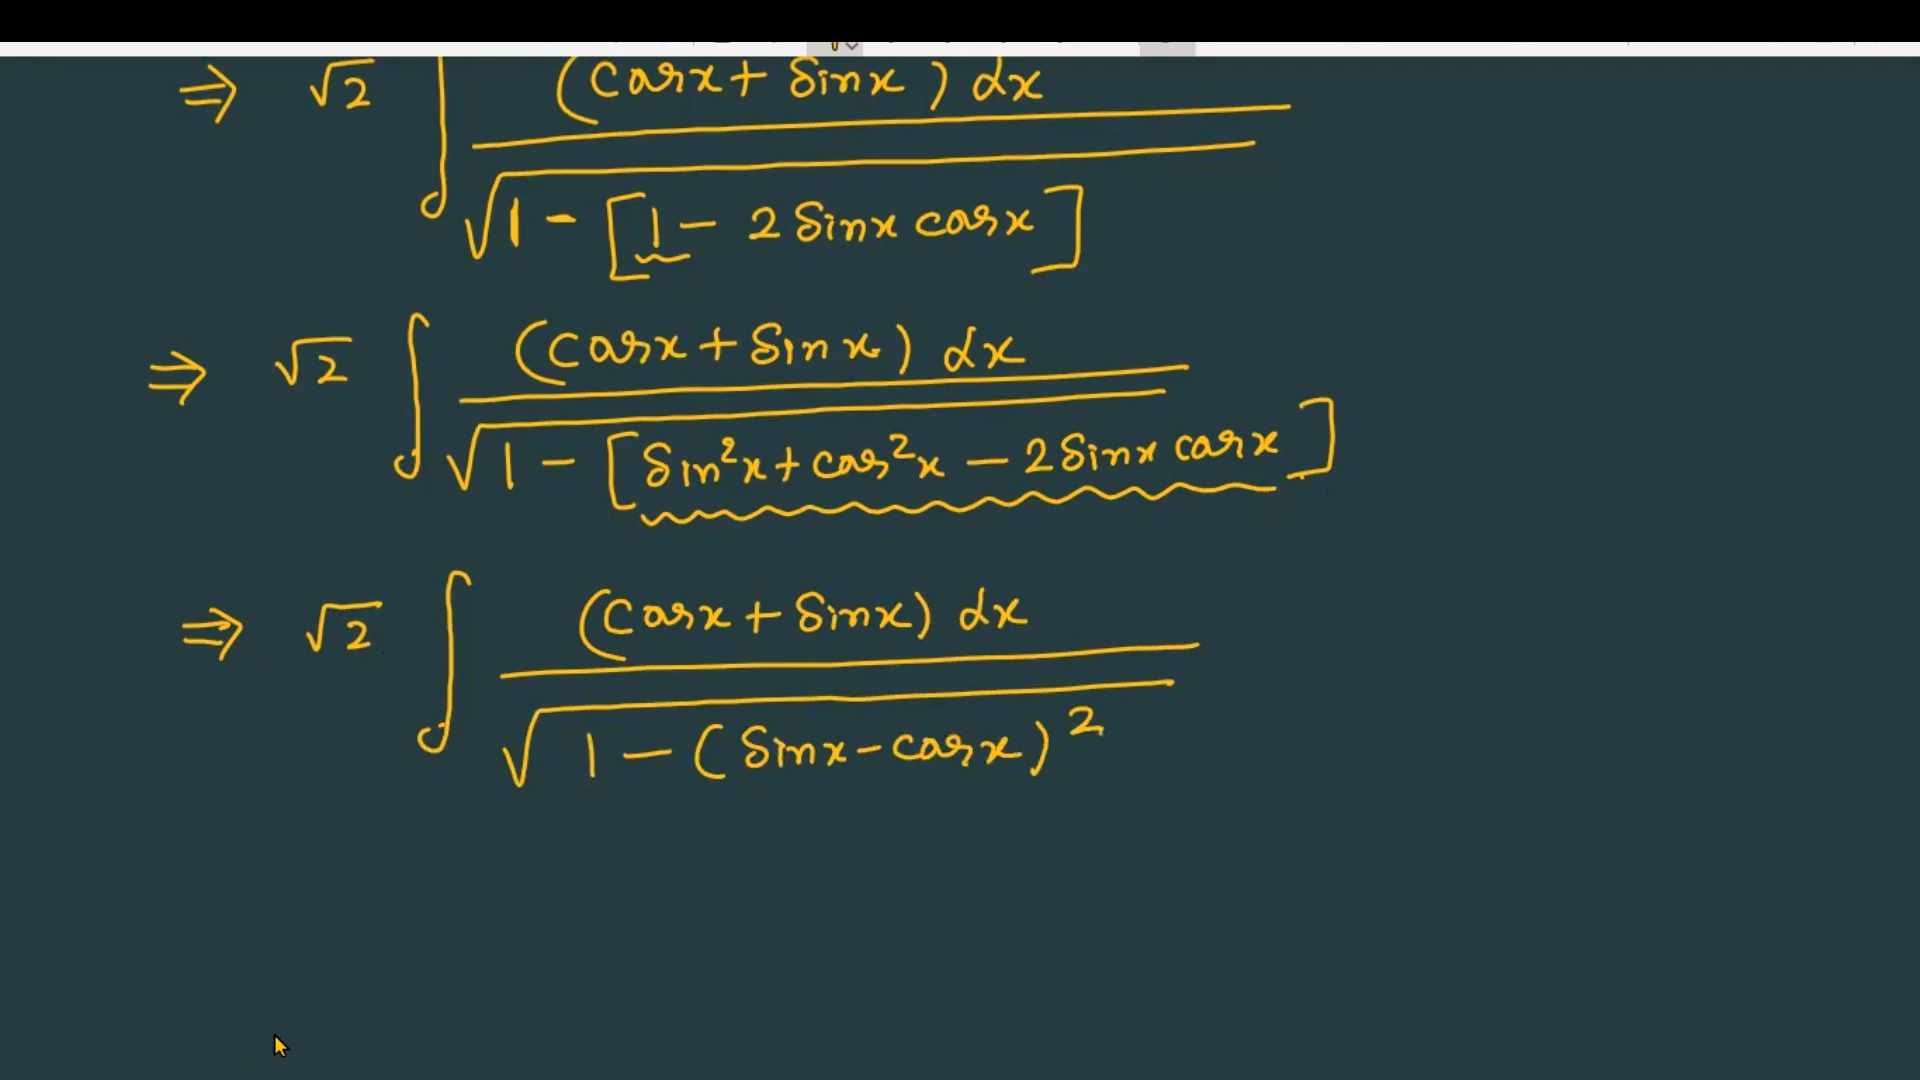 ⇒ √2 ∫ (cosx + sinx) dx / √(1 - [1 - 2 sinx cosx])
⇒ √2 ∫ (cosx + sinx) dx / √(1 - [sin²x + cos²x - 2 sinx cosx])
⇒ √2 ∫ (cosx + sinx) dx / √(1 - (sinx - cosx)²)